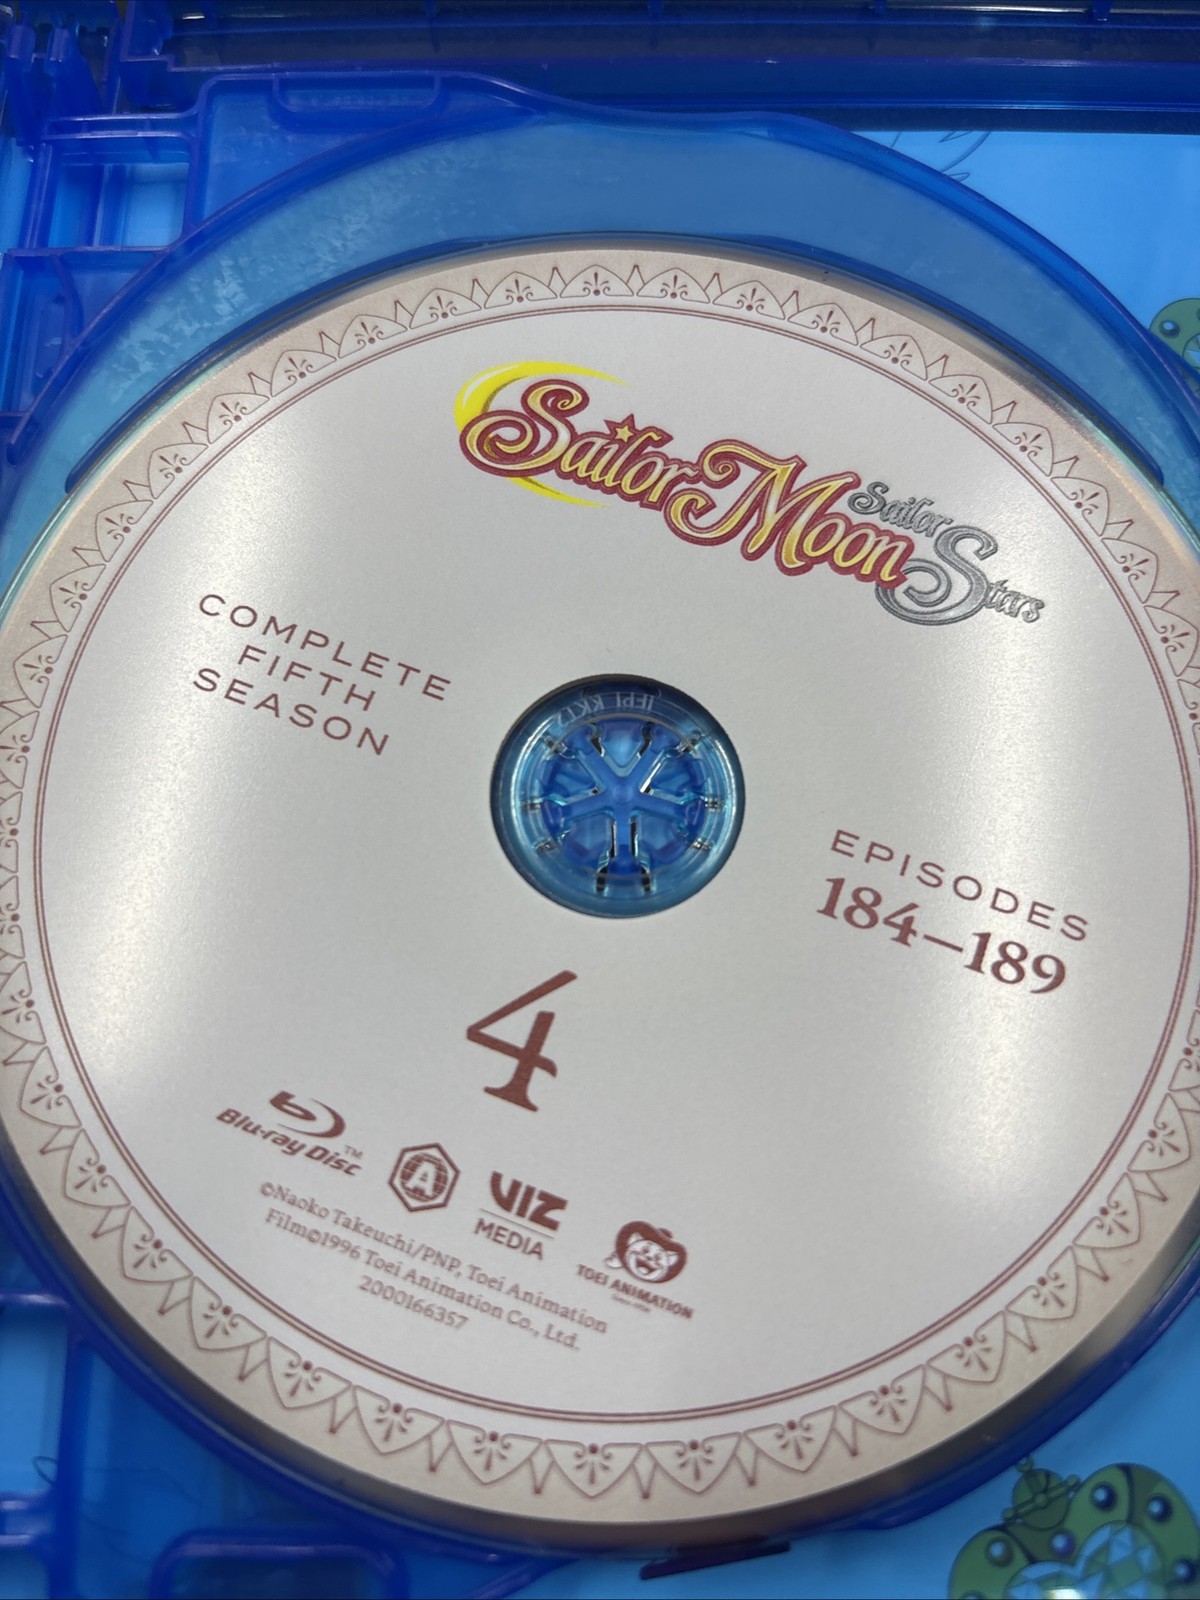 Sailor Moon
Sailor Stars
COMPLETE
FIFTH
SEASON
EPISODES
184–189
4
Blu-ray Disc™
A
VIZ
MEDIA
TOEI ANIMATION
©Naoko Takeuchi/PNP, Toei Animation
Film©1996 Toei Animation Co., Ltd.
2000166357